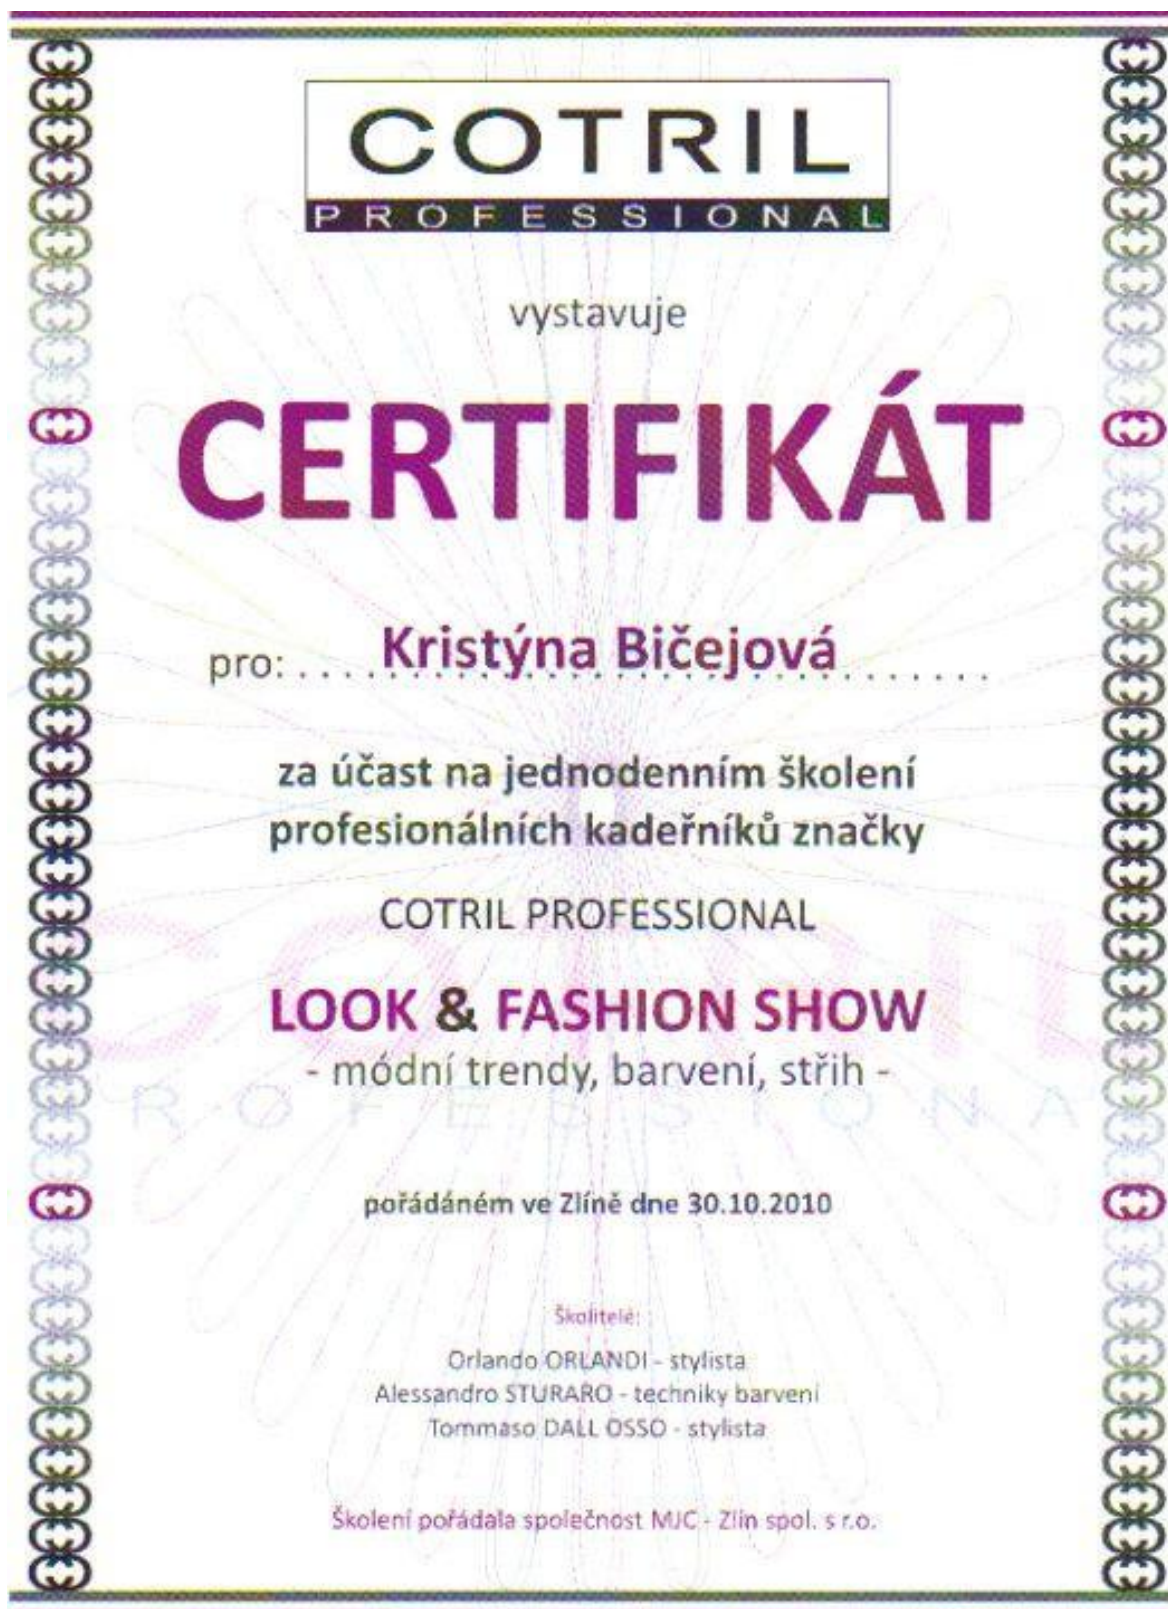 COTRIL
PROFESSIONAL
vystavuje
CERTIFIKÁT
pro: . . . . Kristýna Bičejová . . . . . .
za účast na jednodenním školení
profesionálních kadeřníků značky
COTRIL PROFESSIONAL
LOOK & FASHION SHOW
- módní trendy, barvení, střih -
pořádáném ve Zlíně dne 30.10.2010
Školitelé:
Orlando ORLANDI - stylista
Alessandro STURARO - techniky barvení
Tommaso DALL OSSO - stylista
Školení pořádala společnost MJC - Zlín spol. s r.o.